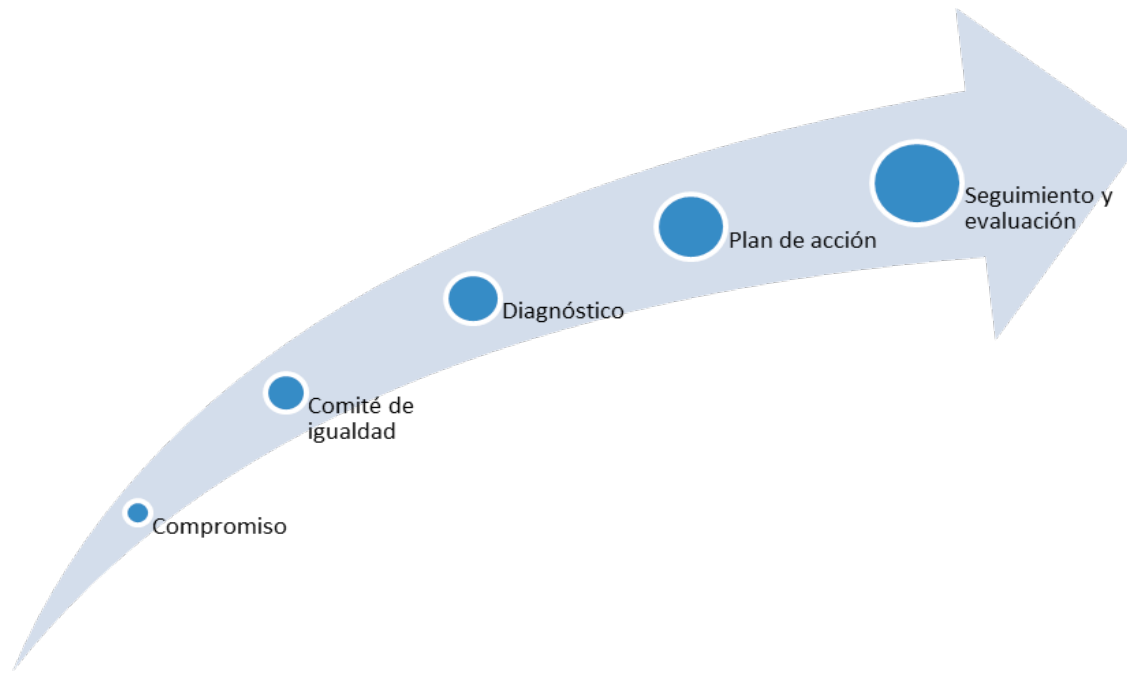 Seguimiento y
evaluación
Plan de acción
Diagnóstico
Comité de
igualdad
Compromiso